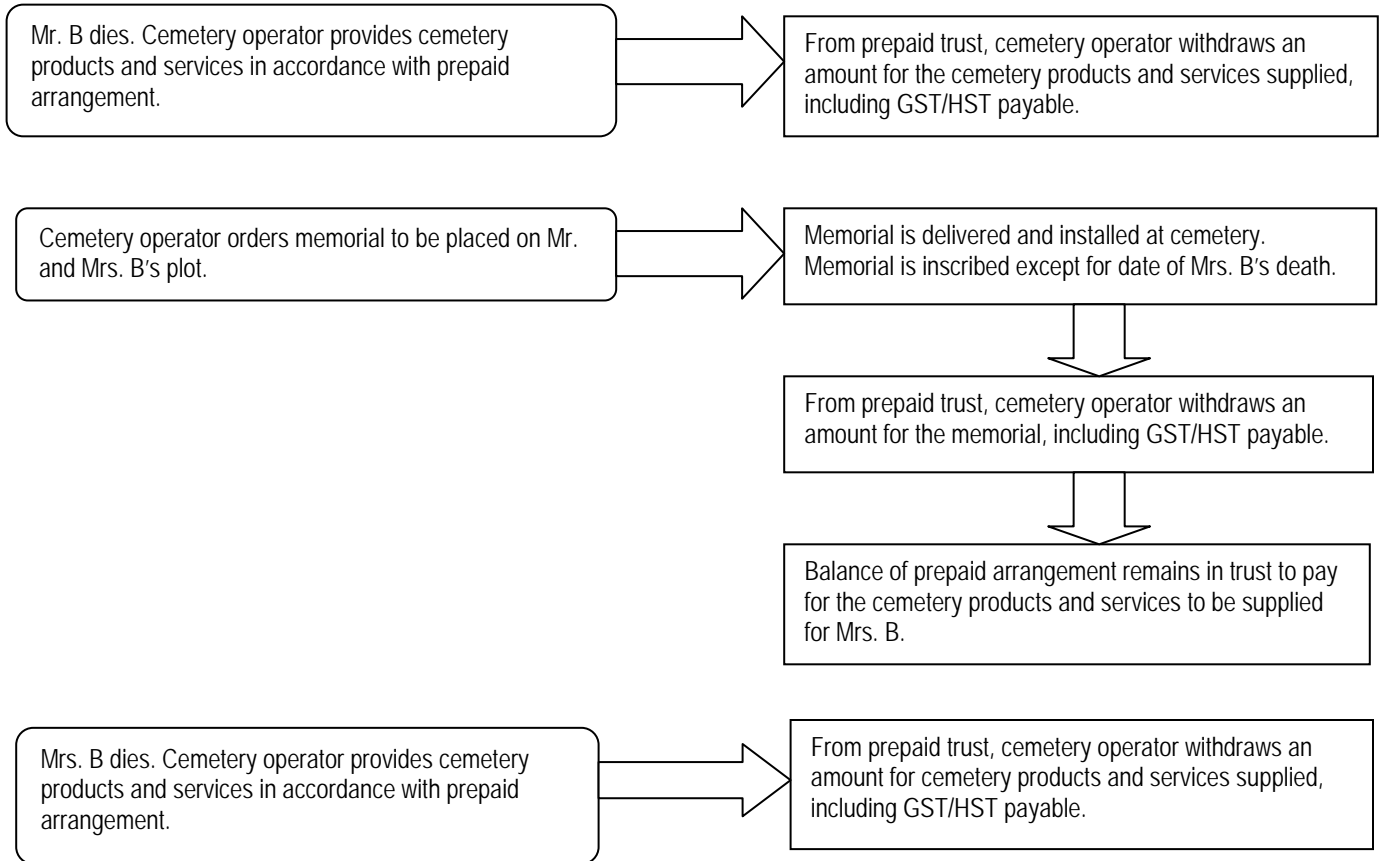 Mr. B dies. Cemetery operator provides cemetery
products and services in accordance with prepaid
arrangement.
From prepaid trust, cemetery operator withdraws an
amount for the cemetery products and services supplied,
including GST/HST payable.
Cemetery operator orders memorial to be placed on Mr.
and Mrs. B's plot.
Memorial is delivered and installed at cemetery.
Memorial is inscribed except for date of Mrs. B's death.
From prepaid trust, cemetery operator withdraws an
amount for the memorial, including GST/HST payable.
Balance of prepaid arrangement remains in trust to pay
for the cemetery products and services to be supplied
for Mrs. B.
Mrs. B dies. Cemetery operator provides cemetery
products and services in accordance with prepaid
arrangement.
From prepaid trust, cemetery operator withdraws an
amount for cemetery products and services supplied,
including GST/HST payable.